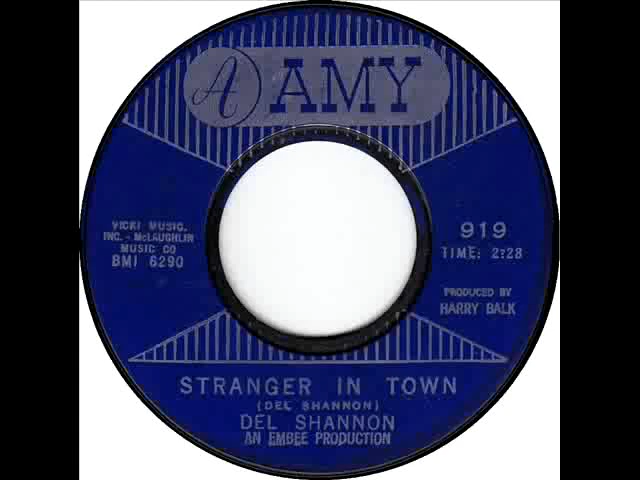 A AMY
VICKI MUSIC,
INC. - McLAUGHLIN
MUSIC CO
BMI 6290
919
TIME: 2:28
PRODUCED BY
HARRY BALK
STRANGER IN TOWN
(DEL SHANNON)
DEL SHANNON
AN EMBEE PRODUCTION